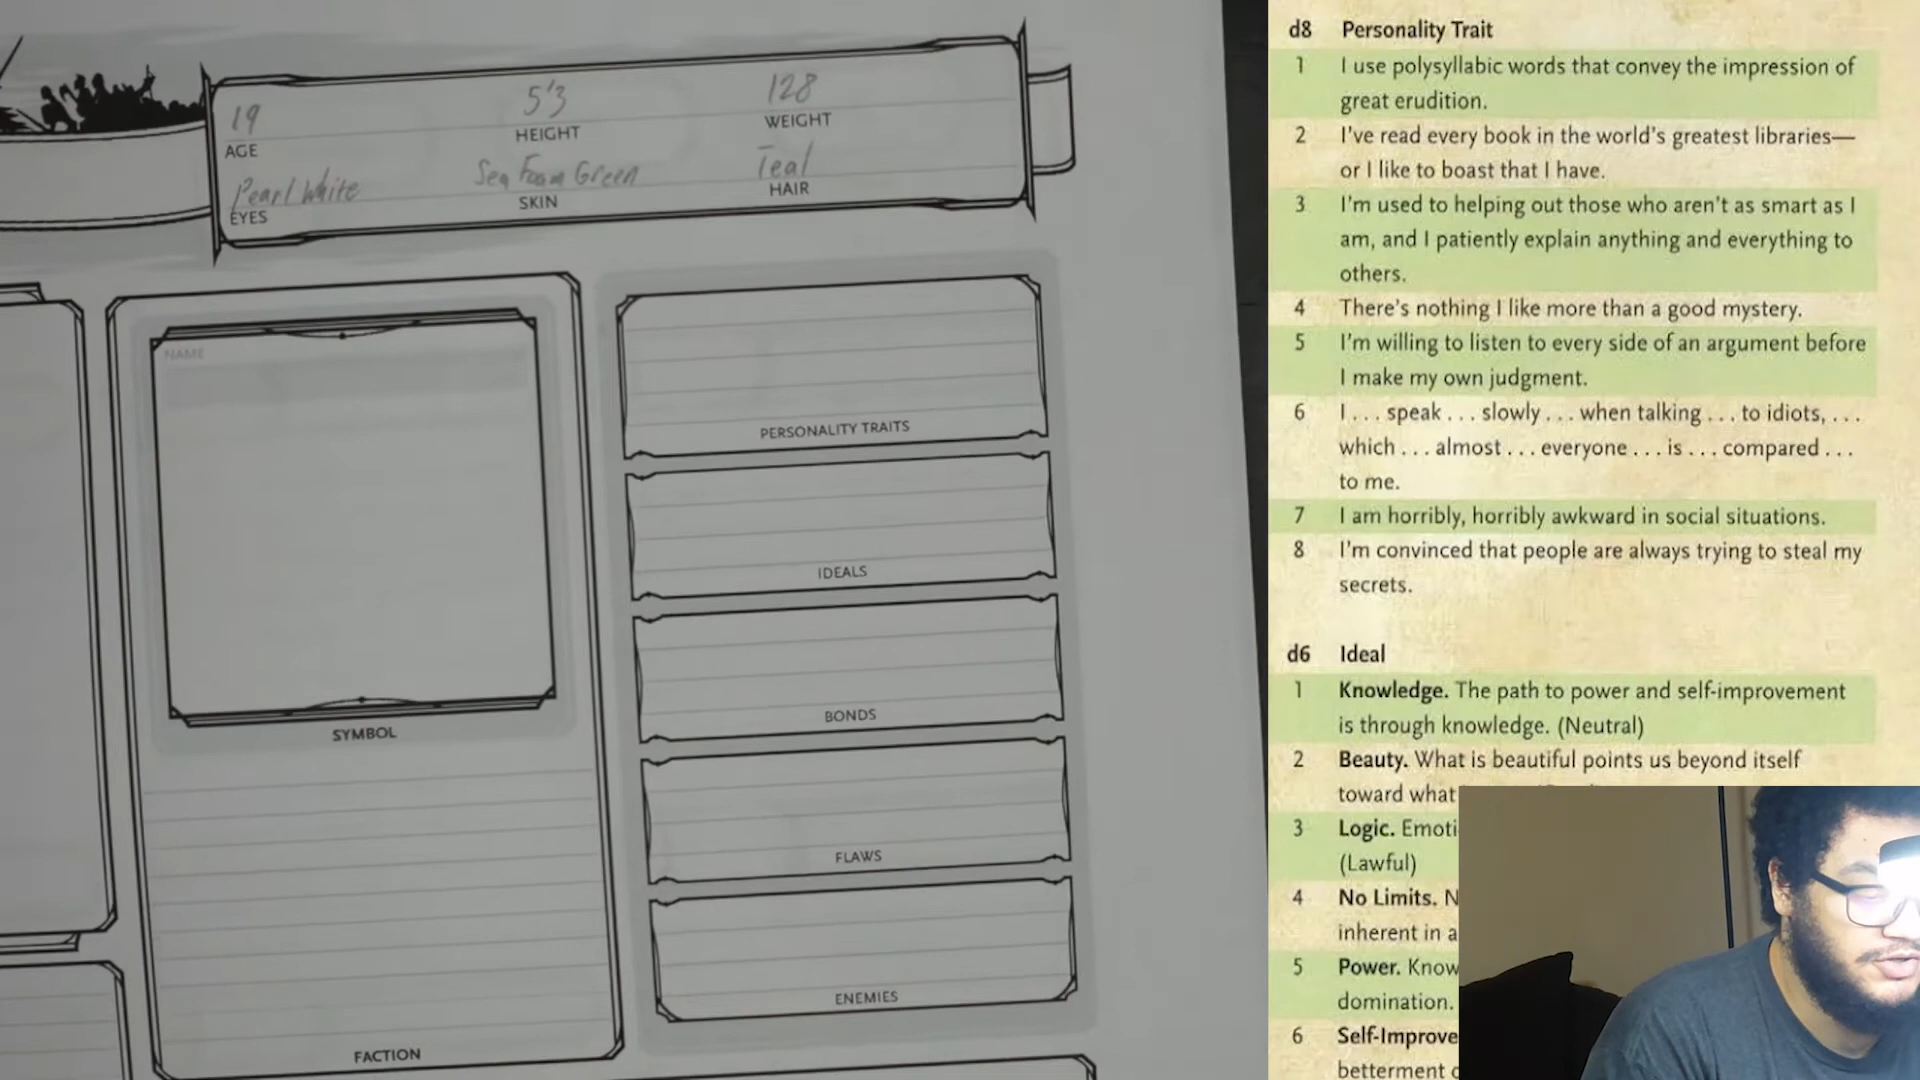 19
5'3
128
AGE
HEIGHT
WEIGHT
Pearl White
Sea Foam Green
Teal
EYES
SKIN
HAIR
NAME
SYMBOL
FACTION
PERSONALITY TRAITS
IDEALS
BONDS
FLAWS
ENEMIES
d8 Personality Trait
1 I use polysyllabic words that convey the impression of
great erudition.
2 I've read every book in the world's greatest libraries—
or I like to boast that I have.
3 I'm used to helping out those who aren't as smart as I
am, and I patiently explain anything and everything to
others.
4 There's nothing I like more than a good mystery.
5 I'm willing to listen to every side of an argument before
I make my own judgment.
6 I . . . speak . . . slowly . . . when talking . . . to idiots, . . .
which . . . almost . . . everyone . . . is . . . compared . . .
to me.
7 I am horribly, horribly awkward in social situations.
8 I'm convinced that people are always trying to steal my
secrets.
d6 Ideal
1 Knowledge. The path to power and self-improvement
is through knowledge. (Neutral)
2 Beauty. What is beautiful points us beyond itself
toward what
3 Logic. Emoti
(Lawful)
4 No Limits. N
inherent in a
5 Power. Know
domination.
6 Self-Improve
betterment